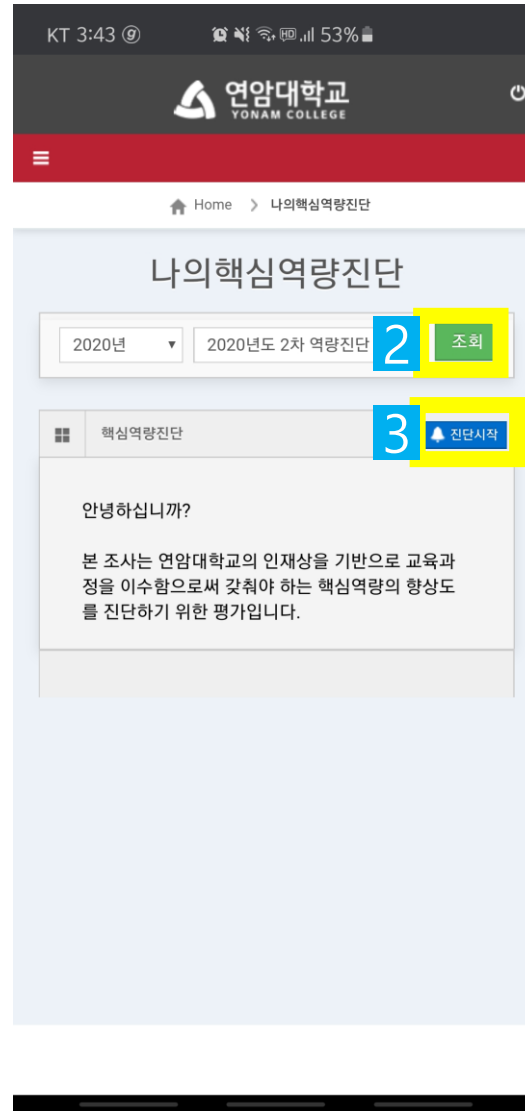 KT 3:43 ⓖ HD 53%
연암대학교
YONAM COLLEGE
Home > 나의핵심역량진단
나의핵심역량진단
2020년 ▼ 2020년도 2차 역량진단 2 조회
핵심역량진단 3 진단시작
안녕하십니까?
본 조사는 연암대학교의 인재상을 기반으로 교육과
정을 이수함으로써 갖춰야 하는 핵심역량의 향상도
를 진단하기 위한 평가입니다.